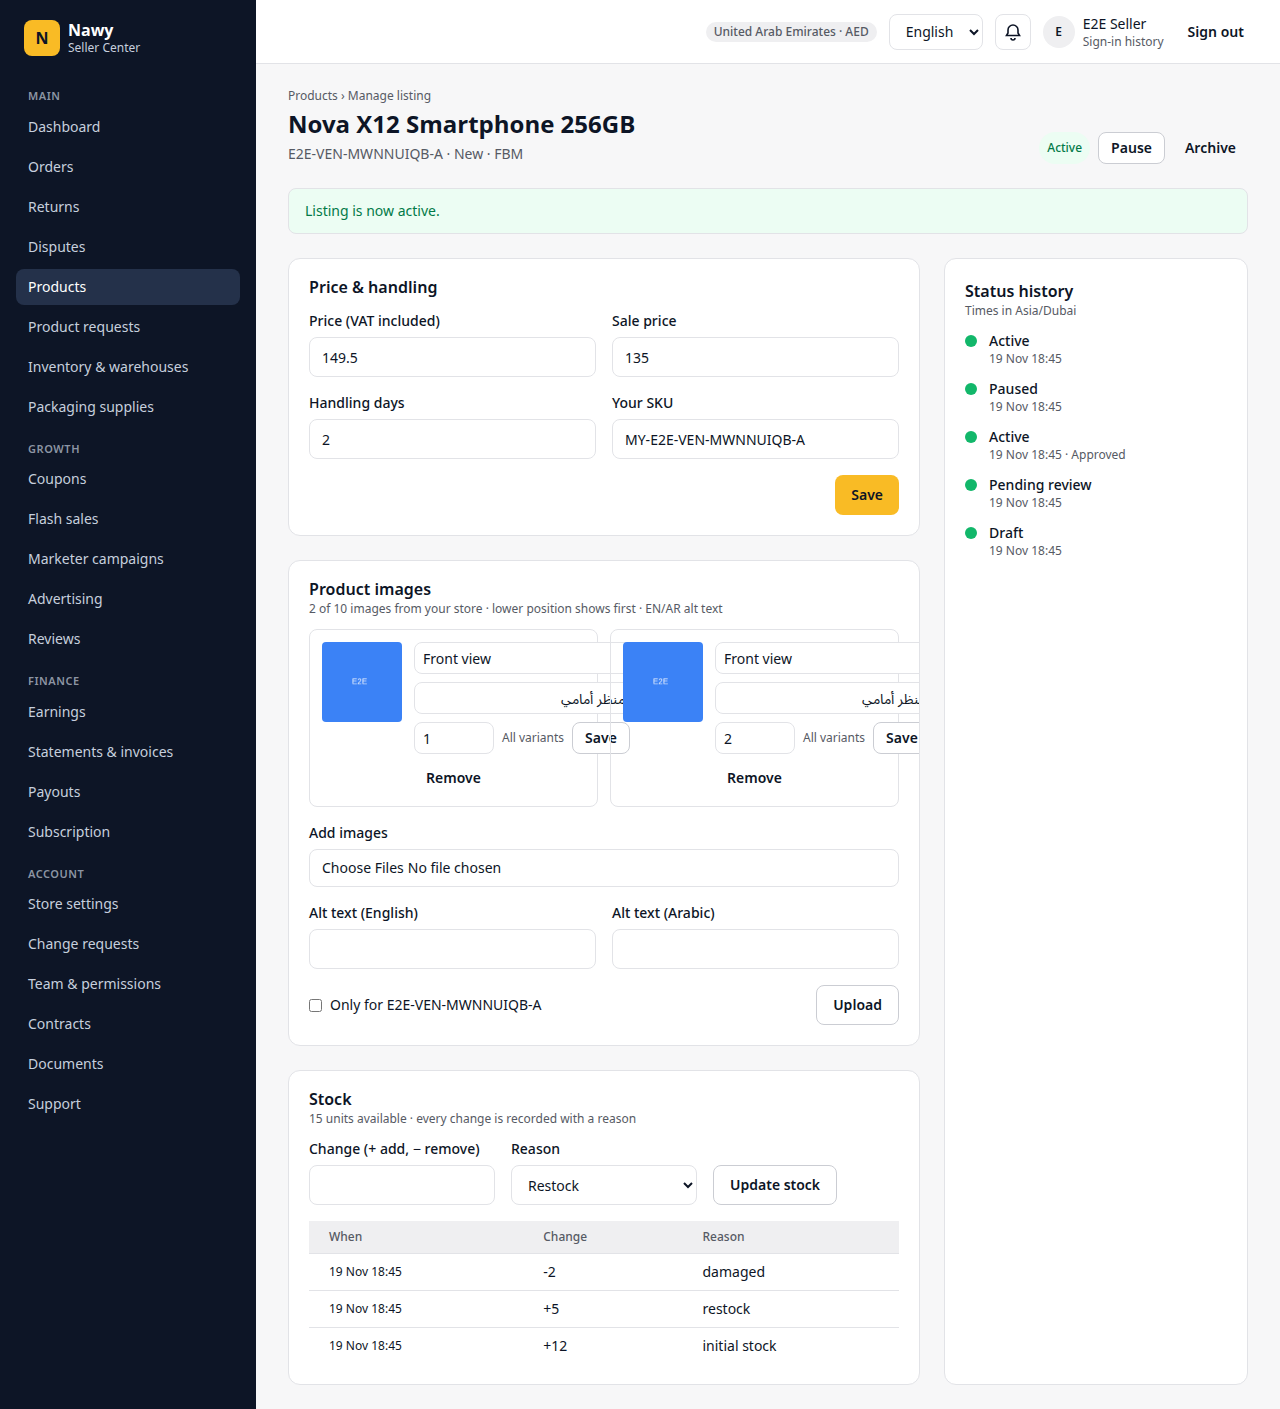 N
Nawy
Seller Center
MAIN
Dashboard
Orders
Returns
Disputes
Products
Product requests
Inventory & warehouses
Packaging supplies
GROWTH
Coupons
Flash sales
Marketer campaigns
Advertising
Reviews
FINANCE
Earnings
Statements & invoices
Payouts
Subscription
ACCOUNT
Store settings
Change requests
Team & permissions
Contracts
Documents
Support
United Arab Emirates · AED
English
E
E2E Seller
Sign-in history
Sign out
Products › Manage listing
Nova X12 Smartphone 256GB
E2E-VEN-MWNNUIQB-A · New · FBM
Active
Pause
Archive
Listing is now active.
Price & handling
Price (VAT included)
Sale price
149.5
135
Handling days
Your SKU
2
MY-E2E-VEN-MWNNUIQB-A
Save
Product images
2 of 10 images from your store · lower position shows first · EN/AR alt text
E2E
Front view
منظر أمامي
1
All variants
Save
Remove
E2E
Front view
منظر أمامي
2
All variants
Save
Remove
Add images
Choose Files No file chosen
Alt text (English)
Alt text (Arabic)
Only for E2E-VEN-MWNNUIQB-A
Upload
Stock
15 units available · every change is recorded with a reason
Change (+ add, − remove)
Reason
Restock
Update stock
When Change Reason
19 Nov 18:45 -2 damaged
19 Nov 18:45 +5 restock
19 Nov 18:45 +12 initial stock
Status history
Times in Asia/Dubai
Active
19 Nov 18:45
Paused
19 Nov 18:45
Active
19 Nov 18:45 · Approved
Pending review
19 Nov 18:45
Draft
19 Nov 18:45